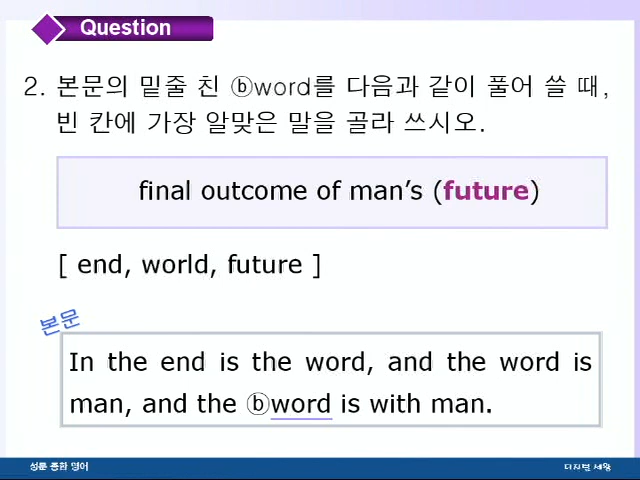 Question
2. 본문의 밑줄 친 ⓑword를 다음과 같이 풀어 쓸 때,
빈 칸에 가장 알맞은 말을 골라 쓰시오.
final outcome of man's (future)
[ end, world, future ]
본문
In the end is the word, and the word is
man, and the ⓑword is with man.
성문 종합 영어
디지털 세상